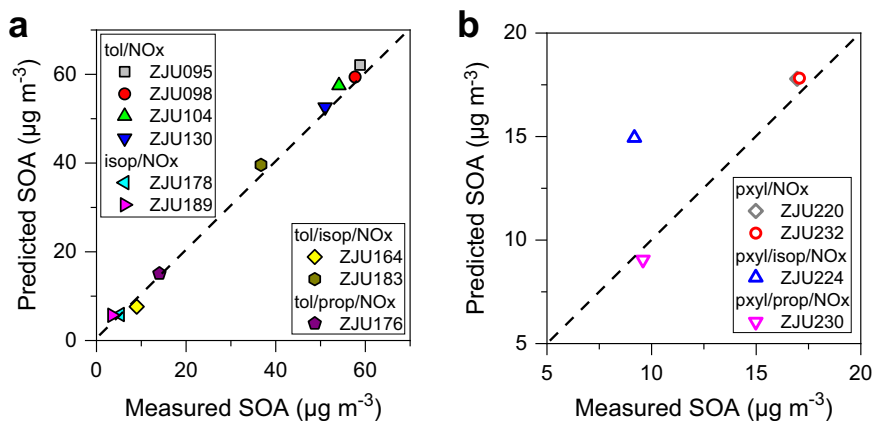 a
tol/NOx
ZJU095
ZJU098
ZJU104
ZJU130
isop/NOx
ZJU178
ZJU189
tol/isop/NOx
ZJU164
ZJU183
tol/prop/NOx
ZJU176
Predicted SOA (μg m⁻³)
60
40
20
0
0 20 40 60
Measured SOA (μg m⁻³)
b
pxyl/NOx
ZJU220
ZJU232
pxyl/isop/NOx
ZJU224
pxyl/prop/NOx
ZJU230
Predicted SOA (μg m⁻³)
20
15
10
5
5 10 15 20
Measured SOA (μg m⁻³)